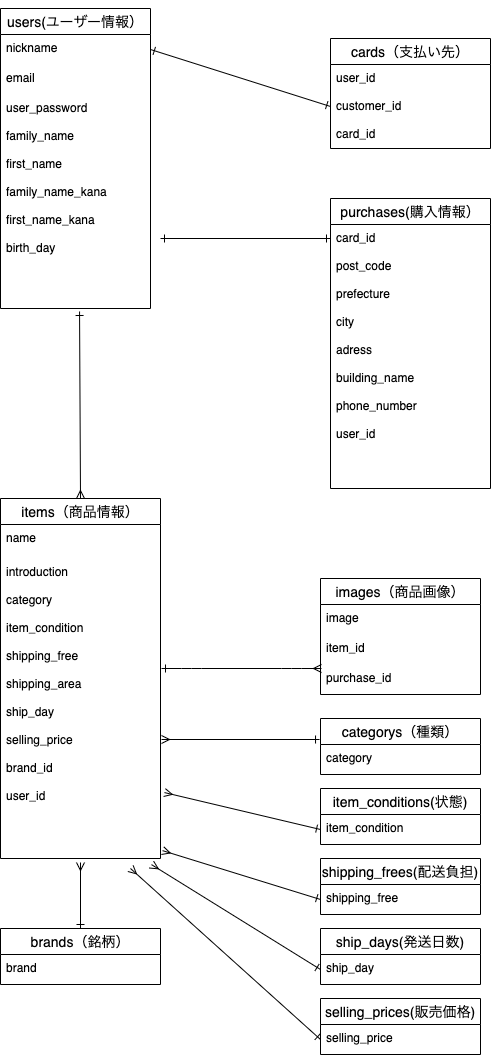 users(ユーザー情報)
nickname
email
user_password
family_name
first_name
family_name_kana
first_name_kana
birth_day
cards（支払い先）
user_id
customer_id
card_id
purchases(購入情報)
card_id
post_code
prefecture
city
adress
building_name
phone_number
user_id
items（商品情報）
name
introduction
category
item_condition
shipping_free
shipping_area
ship_day
selling_price
brand_id
user_id
images（商品画像）
image
item_id
purchase_id
categorys（種類）
category
item_conditions(状態)
item_condition
shipping_frees(配送負担)
shipping_free
brands（銘柄）
brand
ship_days(発送日数)
ship_day
selling_prices(販売価格)
selling_price